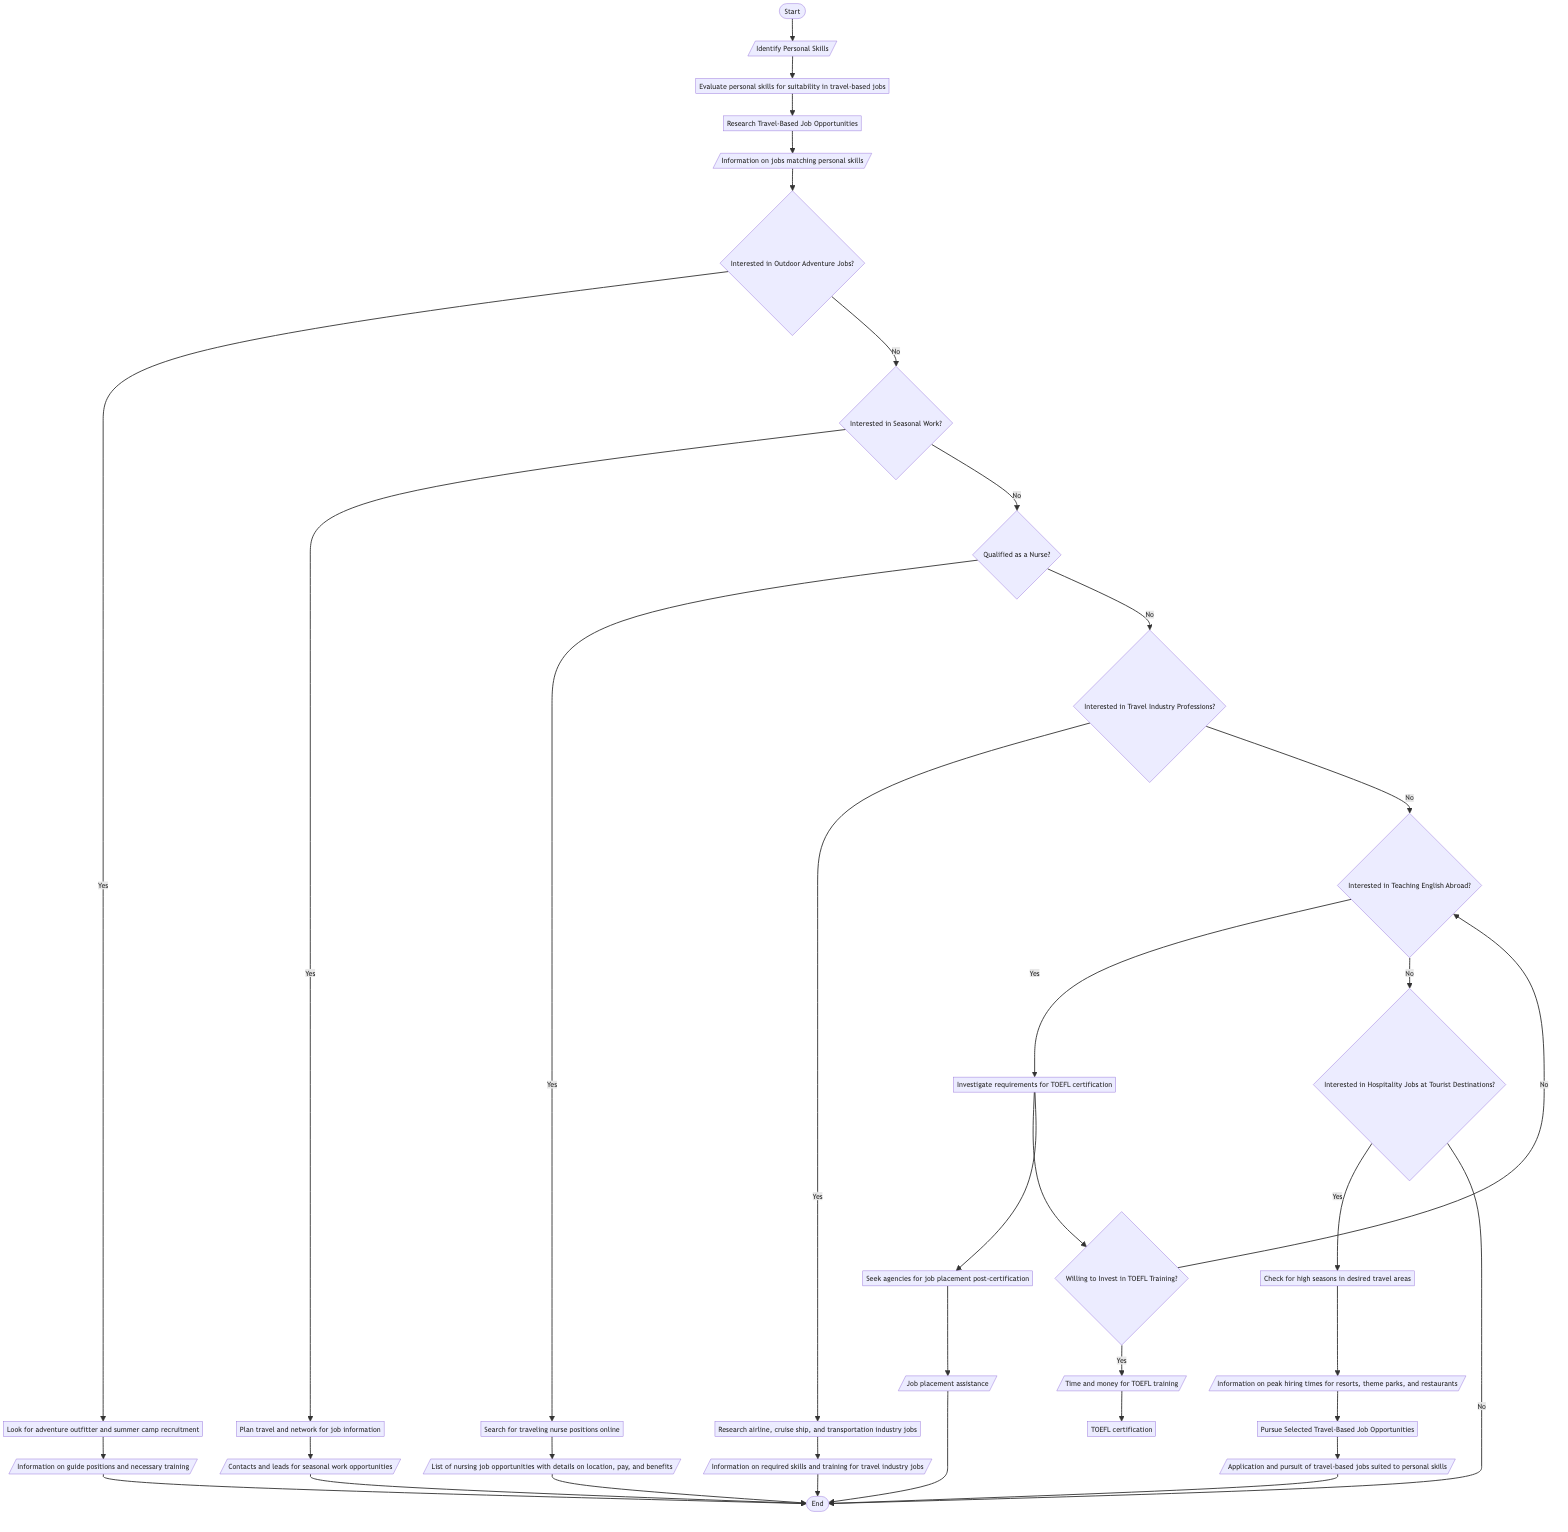 Start
Identify Personal Skills
Evaluate personal skills for suitability in travel-based jobs
Research Travel-Based Job Opportunities
Information on jobs matching personal skills
Interested in Outdoor Adventure Jobs?
No
Interested in Seasonal Work?
No
Qualified as a Nurse?
No
Interested in Travel Industry Professions?
No
Yes
Interested in Teaching English Abroad?
Yes
Yes
No
Yes
Investigate requirements for TOEFL certification
Interested in Hospitality Jobs at Tourist Destinations?
No
Yes
Yes
Seek agencies for job placement post-certification
Willing to Invest in TOEFL Training?
Check for high seasons in desired travel areas
Yes
Job placement assistance
Time and money for TOEFL training
Information on peak hiring times for resorts, theme parks, and restaurants
No
Look for adventure outfitter and summer camp recruitment
Plan travel and network for job information
Search for traveling nurse positions online
Research airline, cruise ship, and transportation industry jobs
TOEFL certification
Pursue Selected Travel-Based Job Opportunities
Information on guide positions and necessary training
Contacts and leads for seasonal work opportunities
List of nursing job opportunities with details on location, pay, and benefits
Information on required skills and training for travel industry jobs
Application and pursuit of travel-based jobs suited to personal skills
End